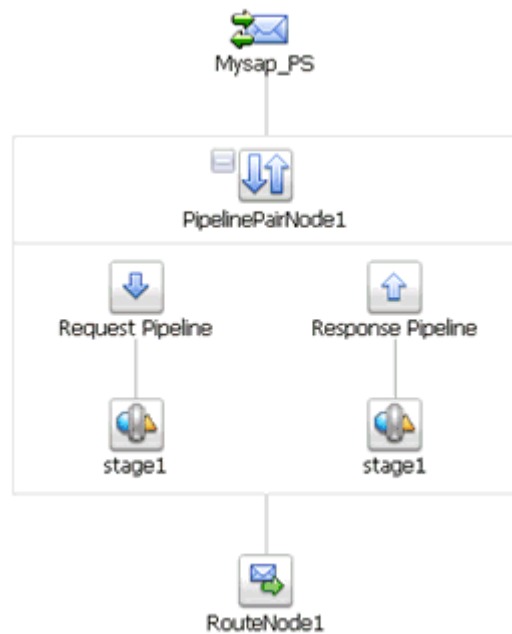 Mysap_PS
PipelinePairNode1
Request Pipeline
Response Pipeline
stage1
stage1
RouteNode1